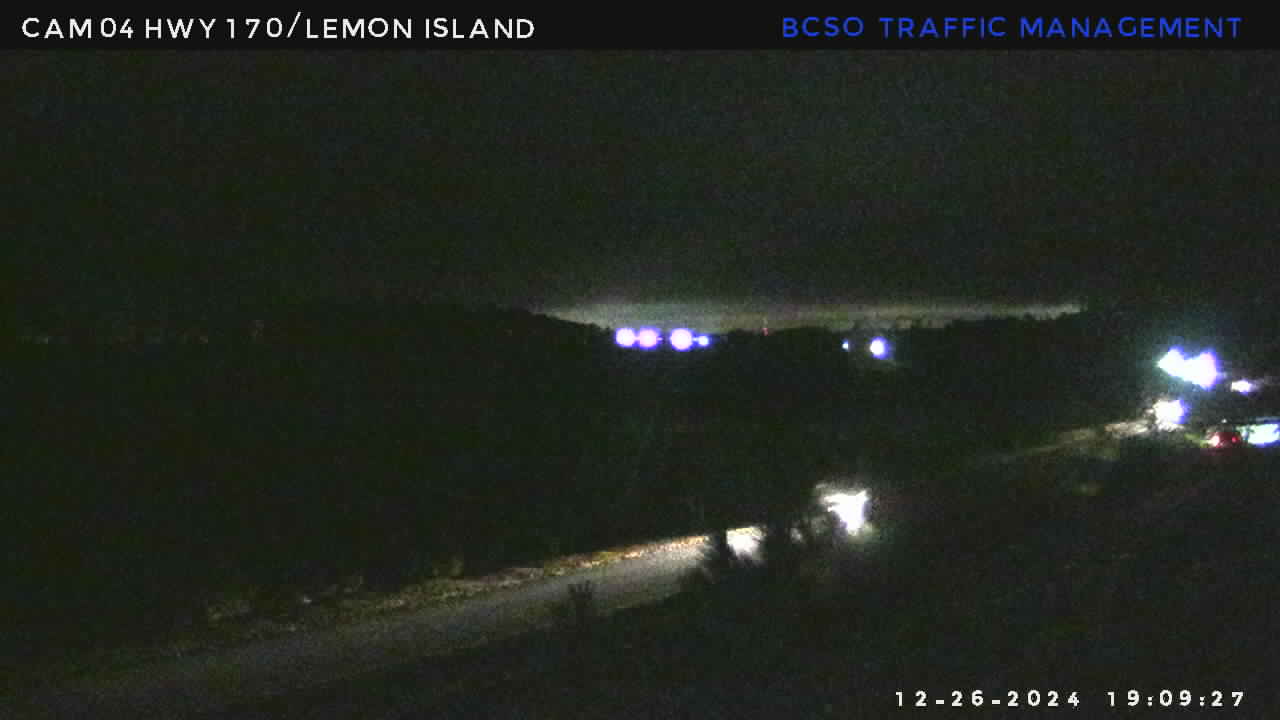 CAM04 HWY 170/LEMON ISLAND
BCSO TRAFFIC MANAGEMENT
12-26-2024 19:09:27